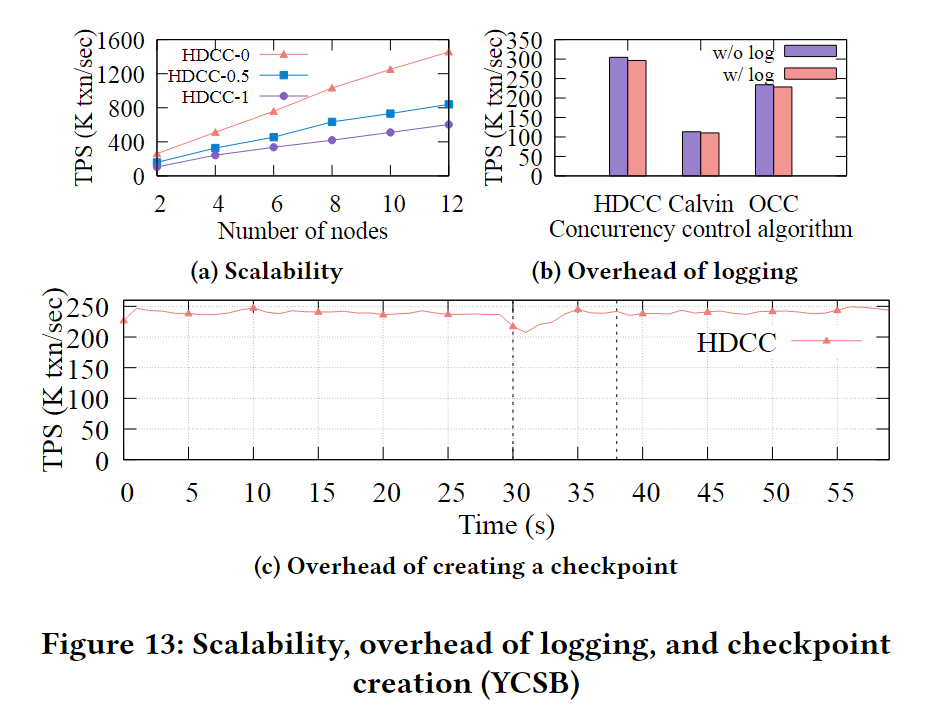 TPS (K txn/sec)
1600
1200
800
400
0
HDCC-0
HDCC-0.5
HDCC-1
2 4 6 8 10 12
Number of nodes
(a) Scalability
TPS (K txn/sec)
350
300
250
200
150
100
50
0
w/o log
w/ log
HDCC Calvin OCC
Concurrency control algorithm
(b) Overhead of logging
TPS (K txn/sec)
250
200
150
100
50
0
HDCC
0 5 10 15 20 25 30 35 40 45 50 55
Time (s)
(c) Overhead of creating a checkpoint
Figure 13: Scalability, overhead of logging, and checkpoint
creation (YCSB)